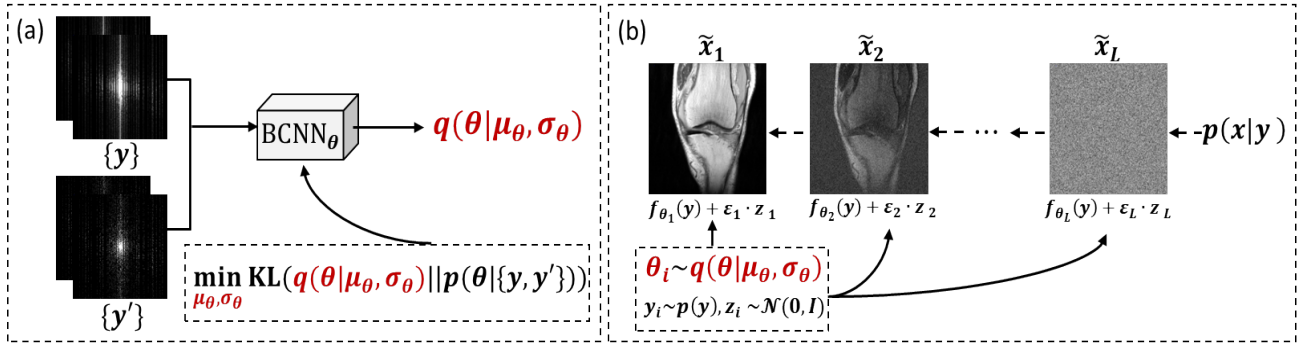 (a)
{y}
BCNN_θ
q(θ|μ_θ, σ_θ)
{y'}
min KL(q(θ|μ_θ, σ_θ)||p(θ|{y, y'}))
μ_θ,σ_θ
(b)
x̃_1
x̃_2
x̃_L
···
p(x|y)
f_θ_1(y) + ε_1 · z_1
f_θ_2(y) + ε_2 · z_2
f_θ_L(y) + ε_L · z_L
θ_i~q(θ|μ_θ, σ_θ)
y_i~p(y), z_i ~𝒩(0, I)